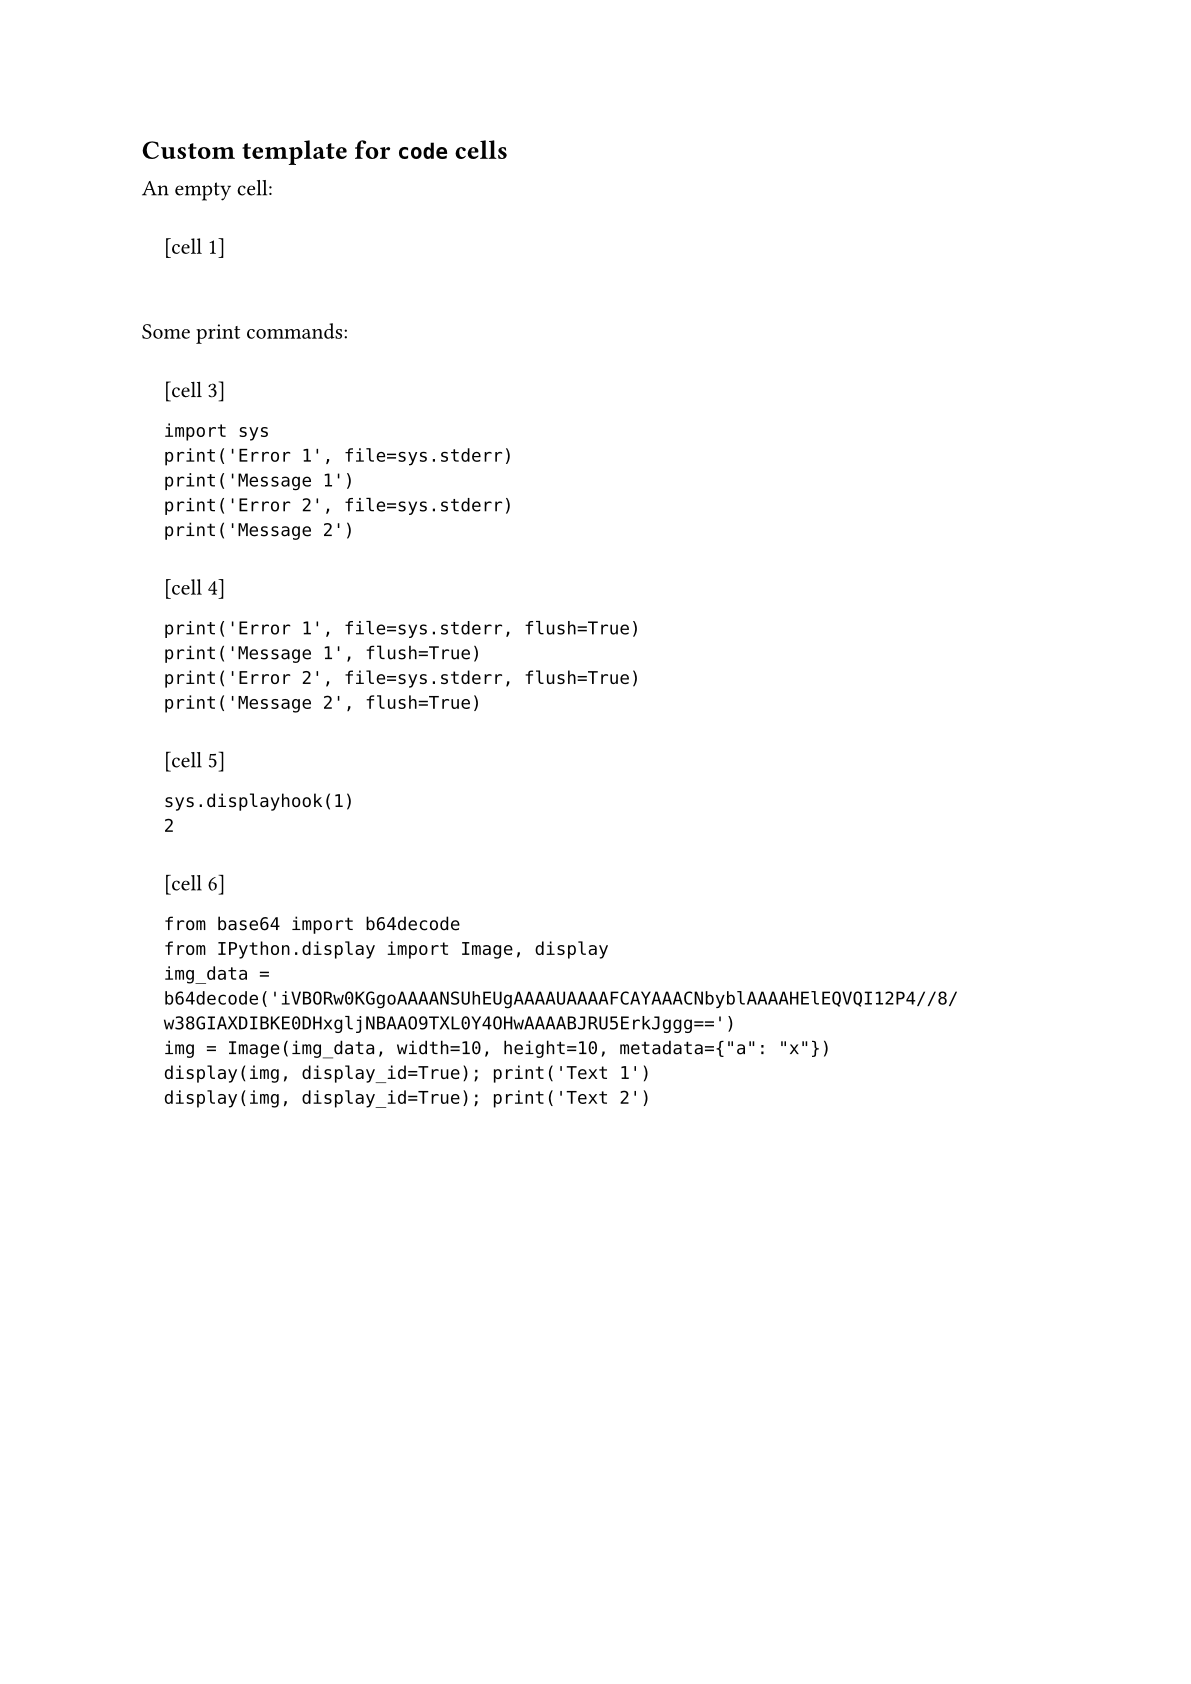 Custom template for code cells
An empty cell:
[cell 1]
Some print commands:
[cell 3]
import sys
print('Error 1', file=sys.stderr)
print('Message 1')
print('Error 2', file=sys.stderr)
print('Message 2')
[cell 4]
print('Error 1', file=sys.stderr, flush=True)
print('Message 1', flush=True)
print('Error 2', file=sys.stderr, flush=True)
print('Message 2', flush=True)
[cell 5]
sys.displayhook(1)
2
[cell 6]
from base64 import b64decode
from IPython.display import Image, display
img_data =
b64decode('iVBORw0KGgoAAAANSUhEUgAAAAUAAAAFCAYAAACNbyblAAAAHElEQVQI12P4//8/
w38GIAXDIBKE0DHxgljNBAAO9TXL0Y4OHwAAAABJRU5ErkJggg==')
img = Image(img_data, width=10, height=10, metadata={"a": "x"})
display(img, display_id=True); print('Text 1')
display(img, display_id=True); print('Text 2')